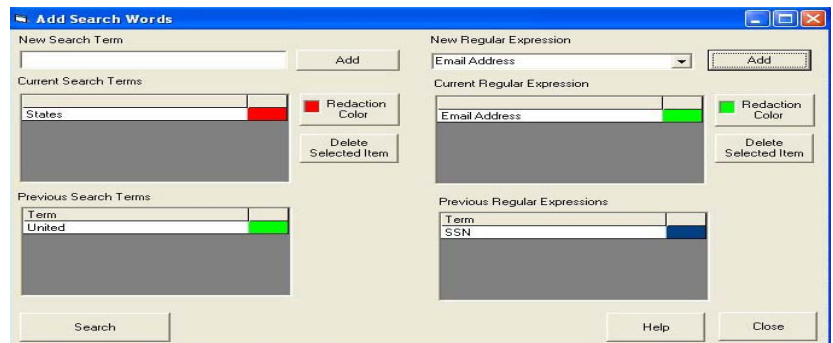 Add Search Words
New Search Term
Add
Current Search Terms
States
Redaction
Color
Delete
Selected Item
Previous Search Terms
Term
United
Search
New Regular Expression
Email Address
Add
Current Regular Expression
Email Address
Redaction
Color
Delete
Selected Item
Previous Regular Expressions
Term
SSN
Help
Close